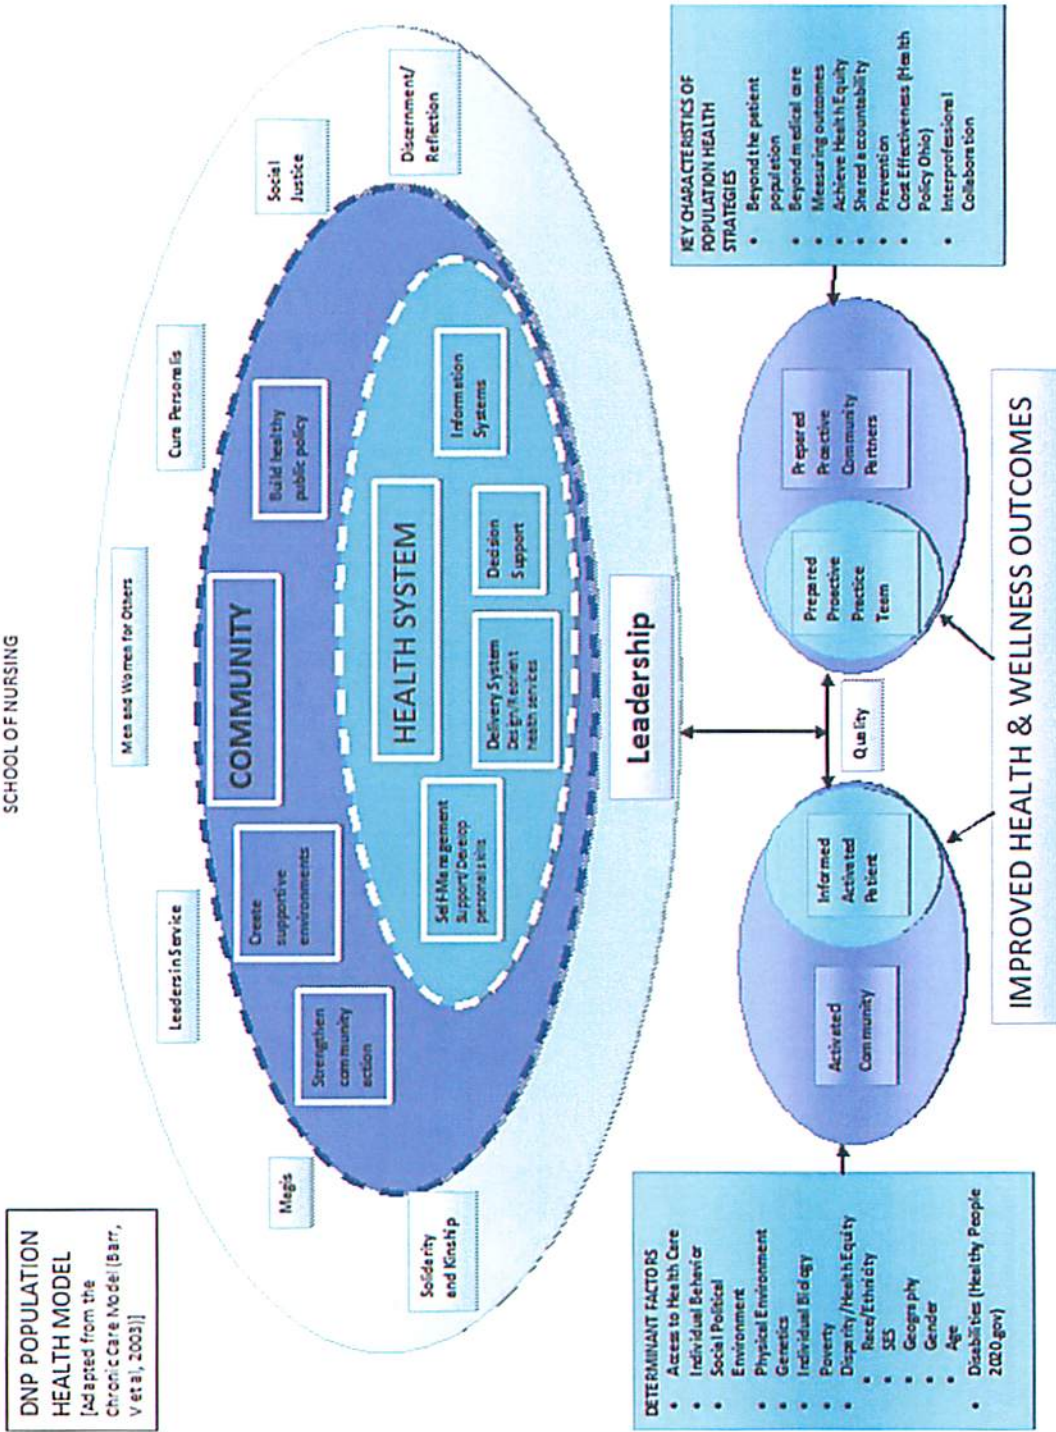 SCHOOL OF NURSING
DNP POPULATION
HEALTH MODEL
[Adapted from the
Chronic Care Model (Barr,
V et al, 2003)]
Solidarity
and Kinship
Magis
Leaders in Service
Men and Women for Others
Cura Personalis
Social
Justice
Discernment/
Reflection
Strengthen
community
action
Create
supportive
environments
COMMUNITY
Build healthy
public policy
HEALTH SYSTEM
Self-Management
Support/Develop
personal skills
Delivery System
Design/Reorient
health services
Decision
Support
Information
Systems
Leadership
Quality
DETERMINANT FACTORS
• Access to Health Care
• Individual Behavior
• Social Political
Environment
• Physical Environment
• Genetics
• Individual Biology
• Poverty
• Disparity/Health Equity
• Race/Ethnicity
• SES
• Geography
• Gender
• Age
• Disabilities (Healthy People
2020.gov)
Activated
Community
Informed
Activated
Patient
Prepared
Proactive
Practice
Team
Prepared
Proactive
Community
Partners
KEY CHARACTERISTICS OF
POPULATION HEALTH
STRATEGIES
• Beyond the patient
population
• Beyond medical care
• Measuring outcomes
• Achieve Health Equity
• Shared accountability
• Prevention
• Cost Effectiveness (Health
Policy Ohio)
• Interprofessional
Collaboration
IMPROVED HEALTH & WELLNESS OUTCOMES